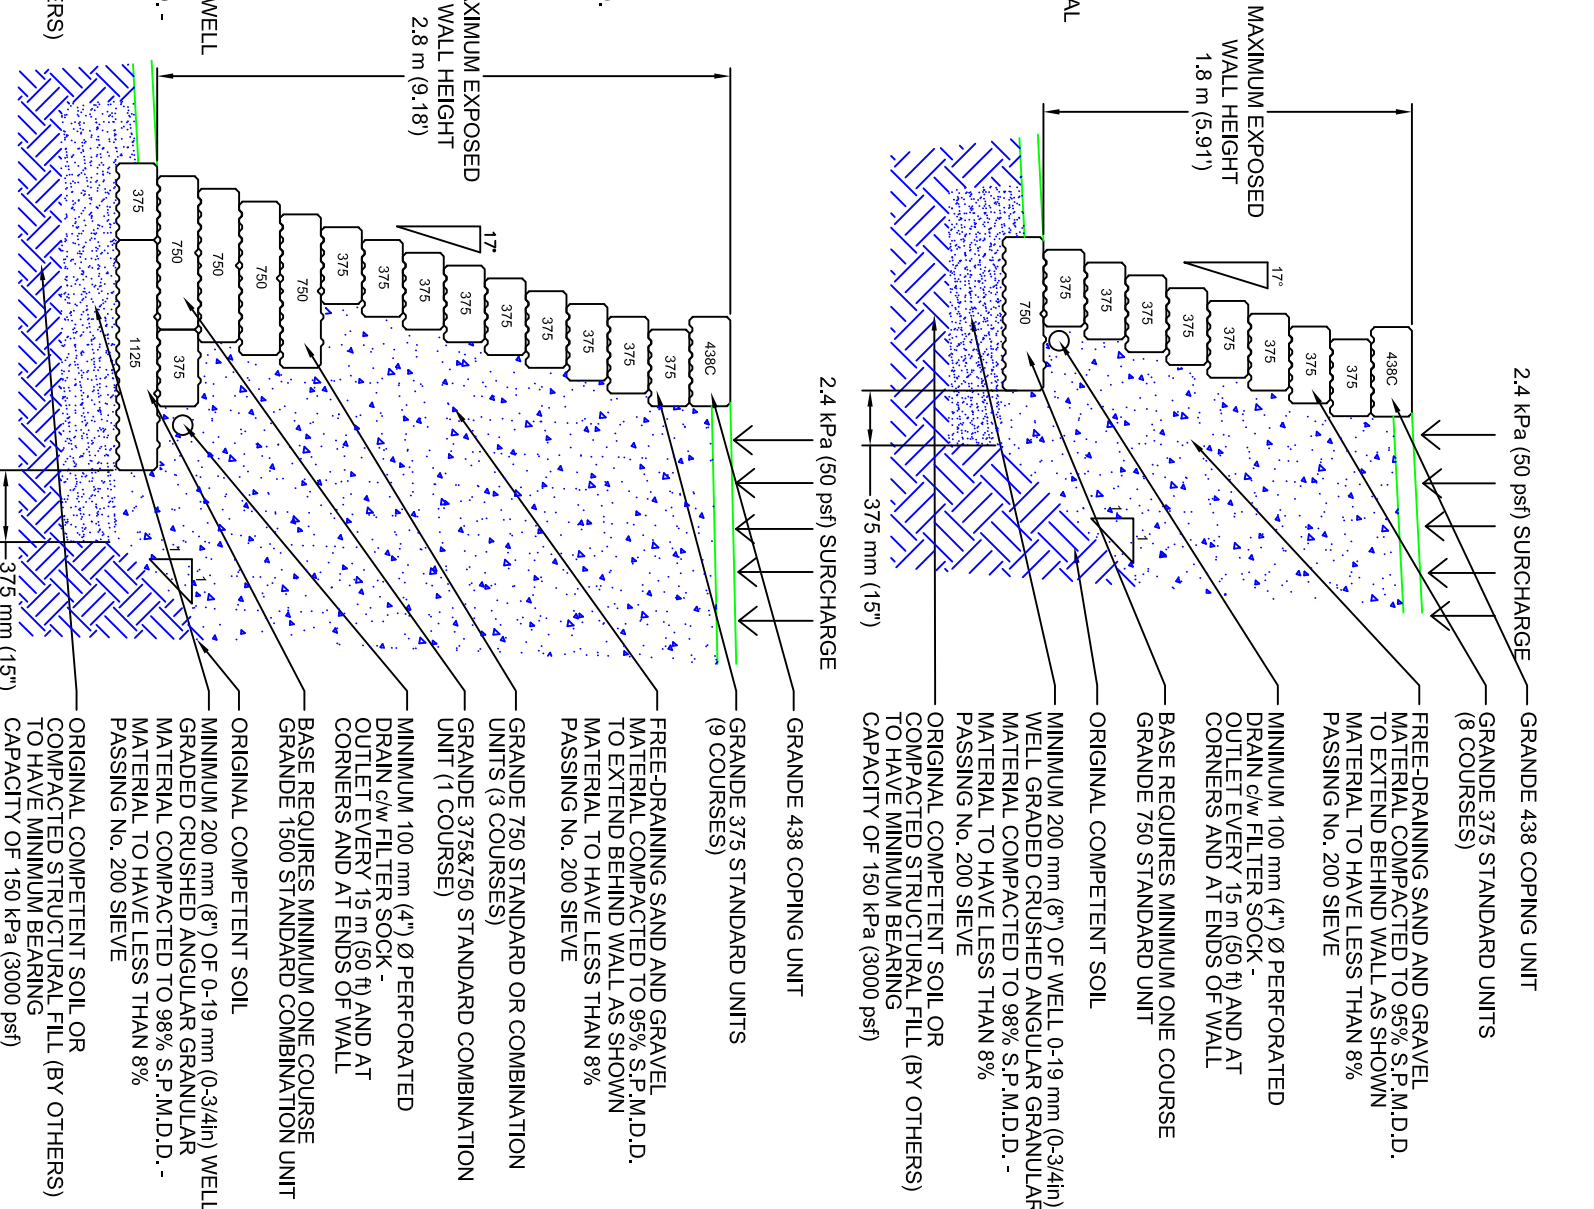 MAXIMUM EXPOSED
WALL HEIGHT
1.8 m (5.91')
17°
438C
375
375
375
375
375
375
375
375
750
1
1
2.4 kPa (50 psf) SURCHARGE
375 mm (15")
GRANDE 438 COPING UNIT
GRANDE 375 STANDARD UNITS
(8 COURSES)
FREE-DRAINING SAND AND GRAVEL
MATERIAL COMPACTED TO 95% S.P.M.D.D.
TO EXTEND BEHIND WALL AS SHOWN
MATERIAL TO HAVE LESS THAN 8%
PASSING No. 200 SIEVE
MINIMUM 100 mm (4") Ø PERFORATED
DRAIN c/w FILTER SOCK -
OUTLET EVERY 15 m (50 ft) AND AT
CORNERS AND AT ENDS OF WALL
BASE REQUIRES MINIMUM ONE COURSE
GRANDE 750 STANDARD UNIT
ORIGINAL COMPETENT SOIL
MINIMUM 200 mm (8") OF WELL 0-19 mm (0-3/4in)
WELL GRADED CRUSHED ANGULAR GRANULAR
MATERIAL COMPACTED TO 98% S.P.M.D.D. -
MATERIAL TO HAVE LESS THAN 8%
PASSING No. 200 SIEVE
ORIGINAL COMPETENT SOIL OR
COMPACTED STRUCTURAL FILL (BY OTHERS)
TO HAVE MINIMUM BEARING
CAPACITY OF 150 kPa (3000 psf)
AL
AXIMUM EXPOSED
WALL HEIGHT
2.8 m (9.18')
17°
438C
375
375
375
375
375
375
375
375
375
750
750
750
750
375
375
1125
1
1
2.4 kPa (50 psf) SURCHARGE
375 mm (15")
GRANDE 438 COPING UNIT
GRANDE 375 STANDARD UNITS
(9 COURSES)
FREE-DRAINING SAND AND GRAVEL
MATERIAL COMPACTED TO 95% S.P.M.D.D.
TO EXTEND BEHIND WALL AS SHOWN
MATERIAL TO HAVE LESS THAN 8%
PASSING No. 200 SIEVE
GRANDE 750 STANDARD OR COMBINATION
UNITS (3 COURSES)
GRANDE 375&750 STANDARD COMBINATION
UNIT (1 COURSE)
MINIMUM 100 mm (4") Ø PERFORATED
DRAIN c/w FILTER SOCK -
OUTLET EVERY 15 m (50 ft) AND AT
CORNERS AND AT ENDS OF WALL
BASE REQUIRES MINIMUM ONE COURSE
GRANDE 1500 STANDARD COMBINATION UNIT
ORIGINAL COMPETENT SOIL
MINIMUM 200 mm (8") OF 0-19 mm (0-3/4in) WELL
GRADED CRUSHED ANGULAR GRANULAR
MATERIAL COMPACTED TO 98% S.P.M.D.D. -
MATERIAL TO HAVE LESS THAN 8%
PASSING No. 200 SIEVE
ORIGINAL COMPETENT SOIL OR
COMPACTED STRUCTURAL FILL (BY OTHERS)
TO HAVE MINIMUM BEARING
CAPACITY OF 150 kPa (3000 psf)
WELL
. -
ERS)